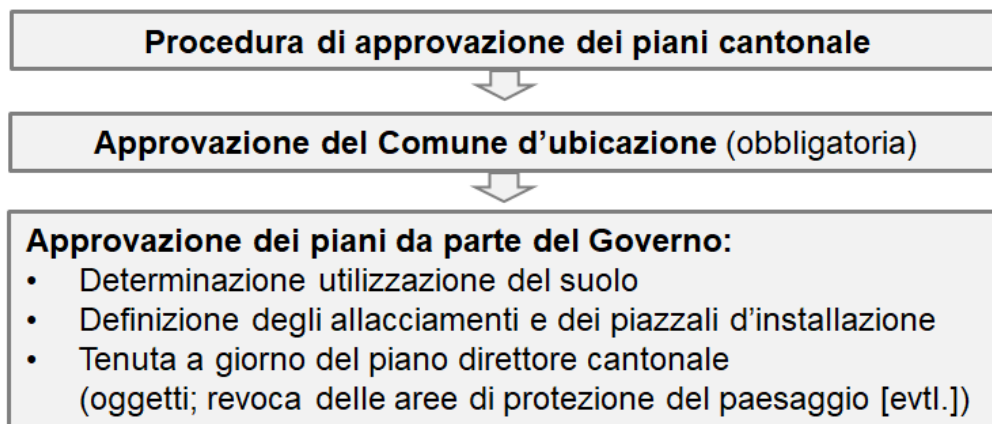 Procedura di approvazione dei piani cantonale
Approvazione del Comune d'ubicazione (obbligatoria)
Approvazione dei piani da parte del Governo:
• Determinazione utilizzazione del suolo
• Definizione degli allacciamenti e dei piazzali d'installazione
• Tenuta a giorno del piano direttore cantonale
(oggetti; revoca delle aree di protezione del paesaggio [evtl.])